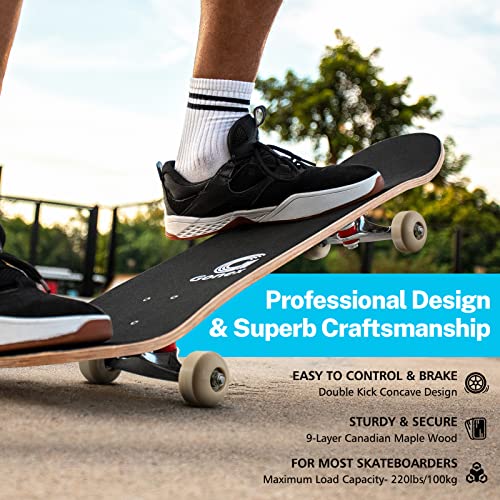 Gonex
Professional Design
& Superb Craftsmanship
EASY TO CONTROL & BRAKE
Double Kick Concave Design
STURDY & SECURE
9-Layer Canadian Maple Wood
FOR MOST SKATEBOARDERS
Maximum Load Capacity- 220lbs/100kg